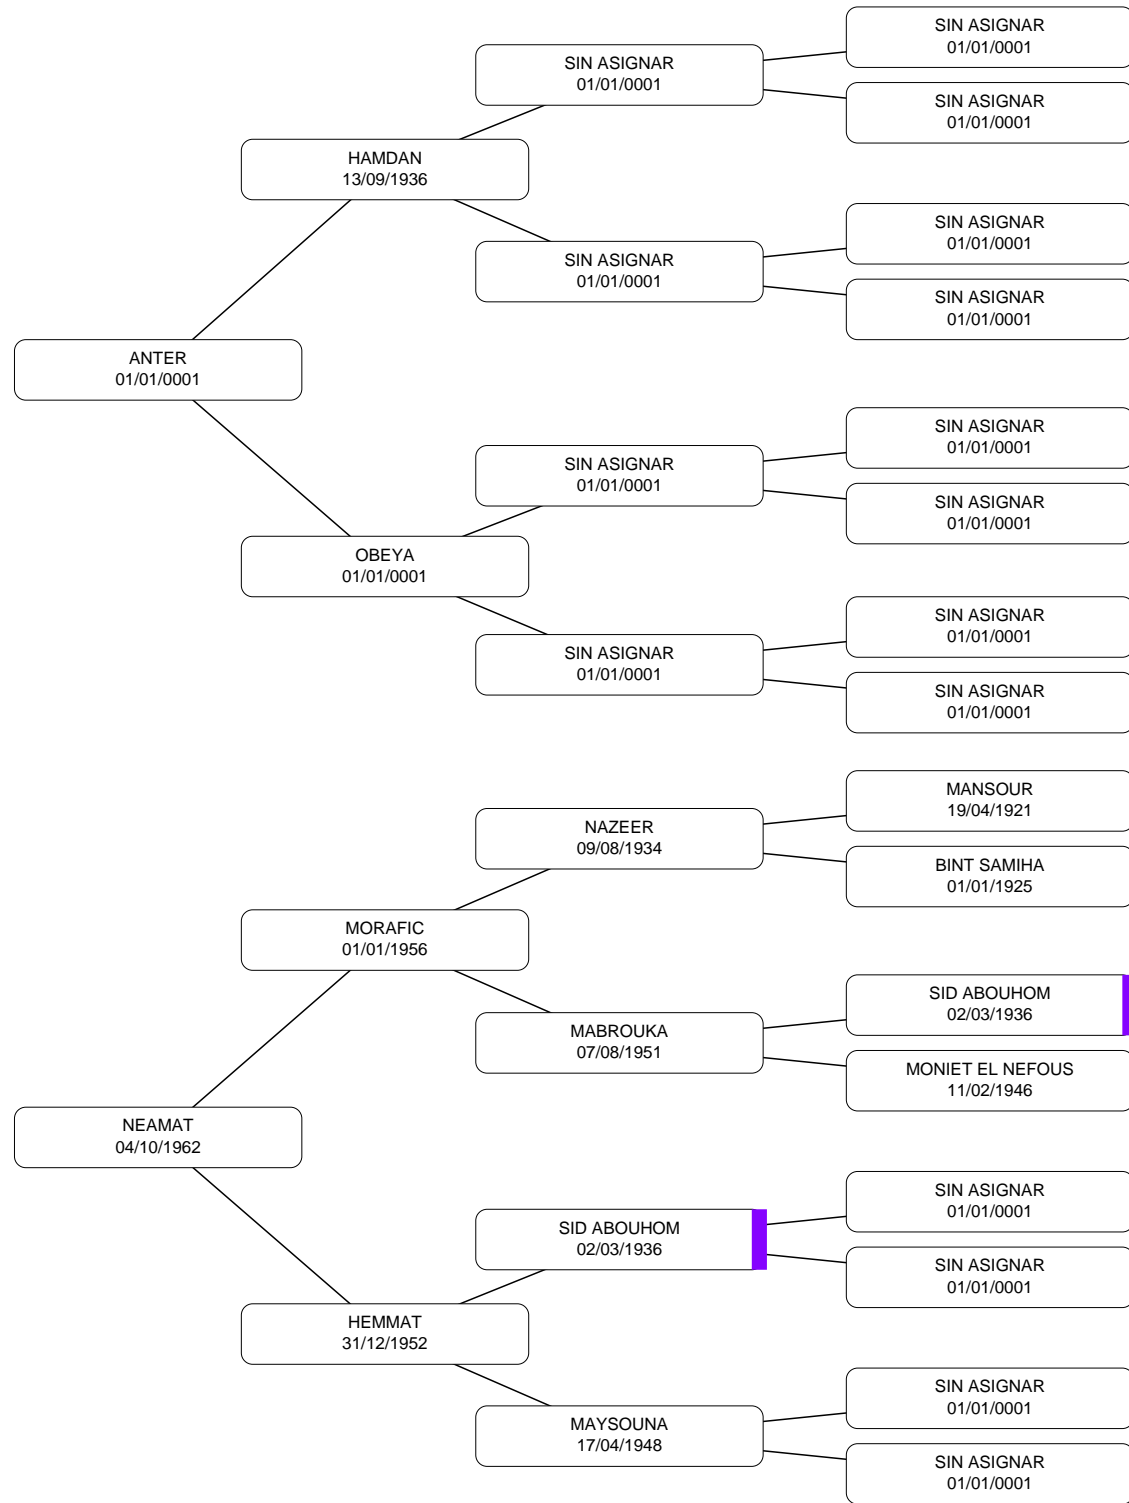 SIN ASIGNAR
01/01/0001
SIN ASIGNAR
01/01/0001
SIN ASIGNAR
01/01/0001
HAMDAN
13/09/1936
SIN ASIGNAR
01/01/0001
SIN ASIGNAR
01/01/0001
SIN ASIGNAR
01/01/0001
ANTER
01/01/0001
SIN ASIGNAR
01/01/0001
SIN ASIGNAR
01/01/0001
SIN ASIGNAR
01/01/0001
OBEYA
01/01/0001
SIN ASIGNAR
01/01/0001
SIN ASIGNAR
01/01/0001
SIN ASIGNAR
01/01/0001
MANSOUR
19/04/1921
NAZEER
09/08/1934
BINT SAMIHA
01/01/1925
MORAFIC
01/01/1956
SID ABOUHOM
02/03/1936
MABROUKA
07/08/1951
MONIET EL NEFOUS
11/02/1946
NEAMAT
04/10/1962
SIN ASIGNAR
01/01/0001
SID ABOUHOM
02/03/1936
SIN ASIGNAR
01/01/0001
HEMMAT
31/12/1952
SIN ASIGNAR
01/01/0001
MAYSOUNA
17/04/1948
SIN ASIGNAR
01/01/0001